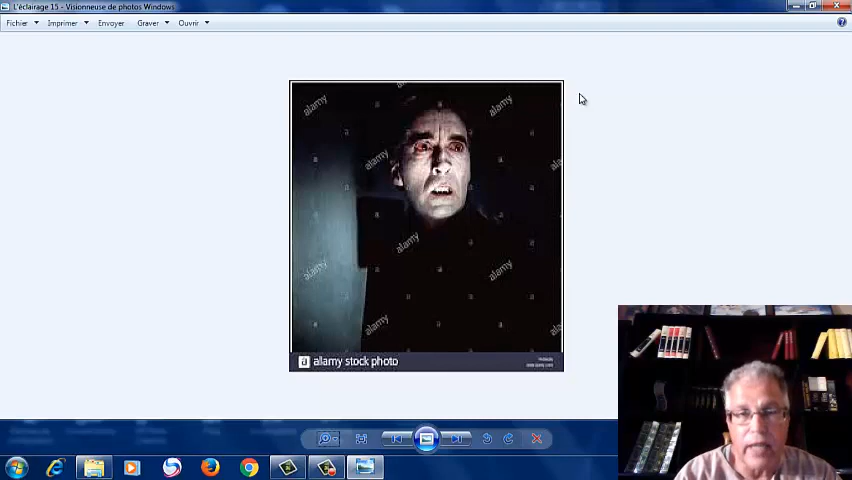 L'éclairage 15 - Visionneuse de photos Windows
Fichier Imprimer Envoyer Graver Ouvrir
alamy alamy
alamy alamy
alamy
alamy alamy
alamy
a alamy stock photo